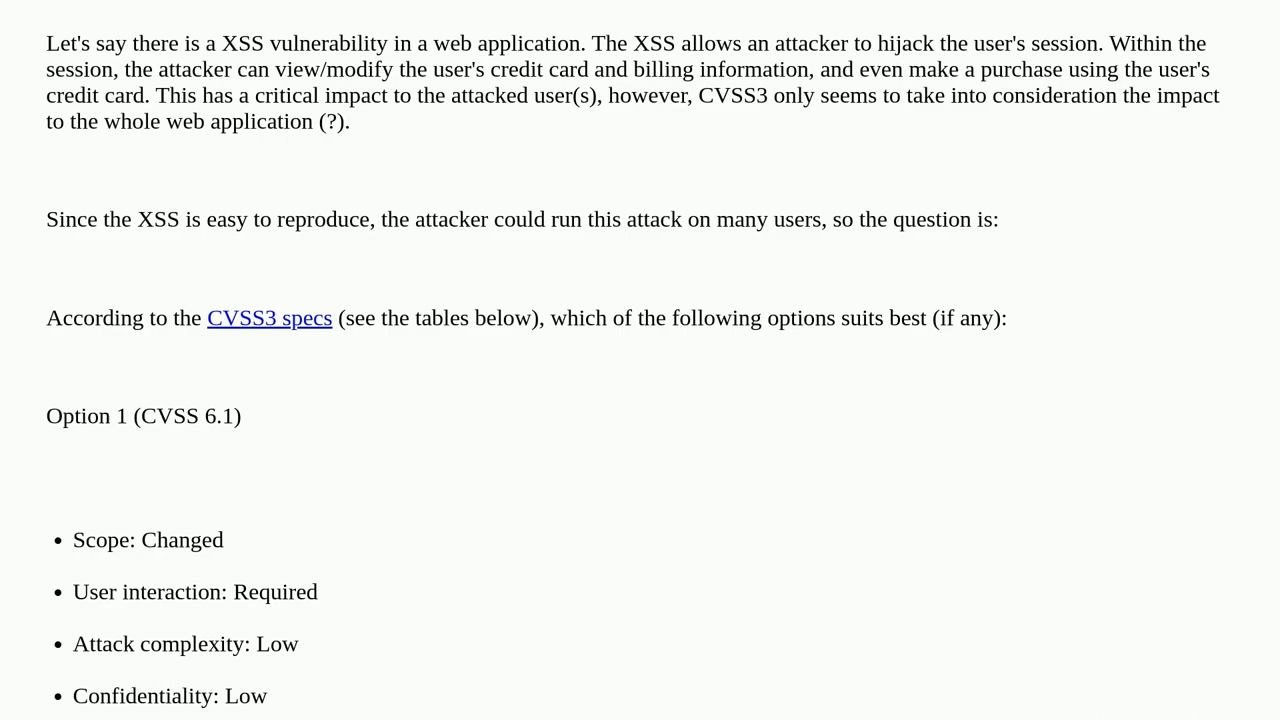 Let's say there is a XSS vulnerability in a web application. The XSS allows an attacker to hijack the user's session. Within the
session, the attacker can view/modify the user's credit card and billing information, and even make a purchase using the user's
credit card. This has a critical impact to the attacked user(s), however, CVSS3 only seems to take into consideration the impact
to the whole web application (?).
Since the XSS is easy to reproduce, the attacker could run this attack on many users, so the question is:
According to the CVSS3 specs (see the tables below), which of the following options suits best (if any):
Option 1 (CVSS 6.1)
• Scope: Changed
• User interaction: Required
• Attack complexity: Low
• Confidentiality: Low